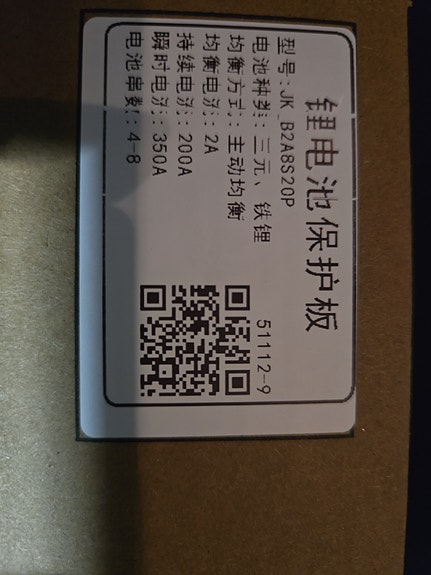 锂电池保护板
型号:JK_B2A8S20P
电池种类:三元、铁锂
均衡方式:主动均衡
均衡电流:2A
持续电流:200A
瞬时电流:350A
电池串数:4-8
51112-9